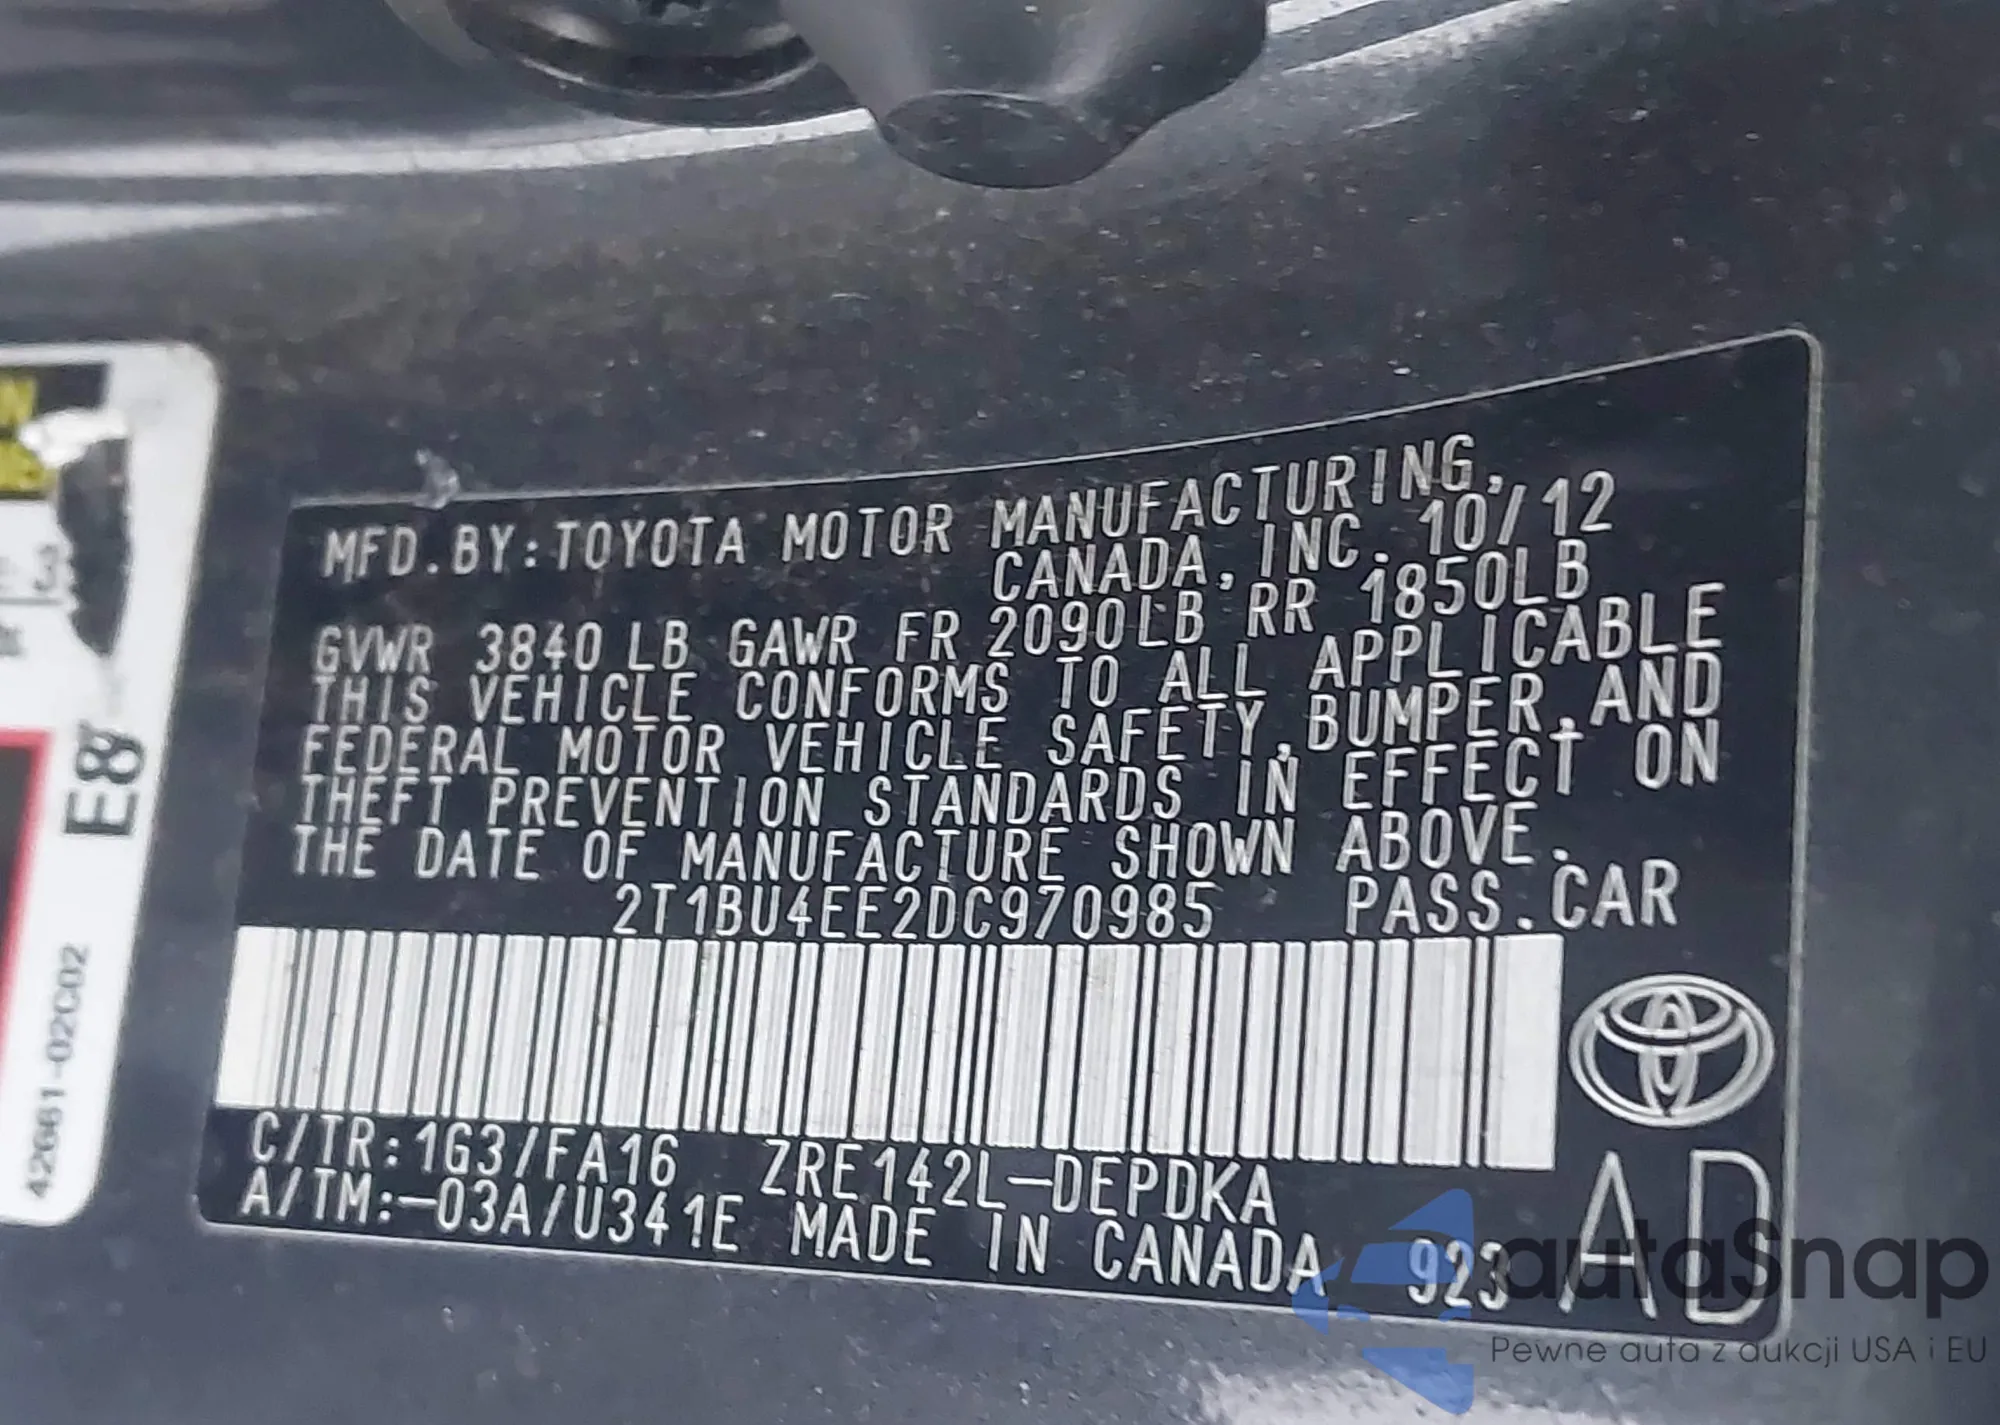 MFD.BY:TOYOTA MOTOR MANUFACTURING,
CANADA, INC. 10/12
GVWR 3840 LB GAWR FR 2090LB RR 1850LB
THIS VEHICLE CONFORMS TO ALL APPLICABLE
FEDERAL MOTOR VEHICLE SAFETY, BUMPER, AND
THEFT PREVENTION STANDARDS IN EFFECT ON
THE DATE OF MANUFACTURE SHOWN ABOVE.
2T1BU4EE2DC970985 PASS.CAR
C/TR:1G3/FA16 ZRE142L-DEPDKA
A/TM:-03A/U341E MADE IN CANADA 923
AD
42661-02C02
autaSnap
Pewne auta z aukcji USA i EU